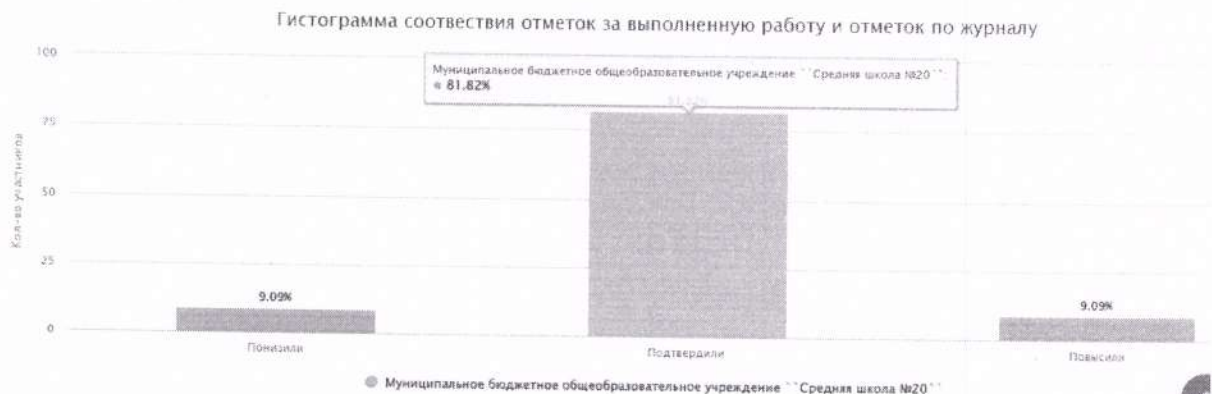 Гистограмма соотвествия отметок за выполненную работу и отметок по журналу
100
Муниципальное бюджетное общеобразовательное учреждение ``Средняя школа №20``
81.82%
75
Кол-во участников
50
25
9.09%
9.09%
0
Понизили
Подтвердили
Повысили
Муниципальное бюджетное общеобразовательное учреждение ``Средняя школа №20``